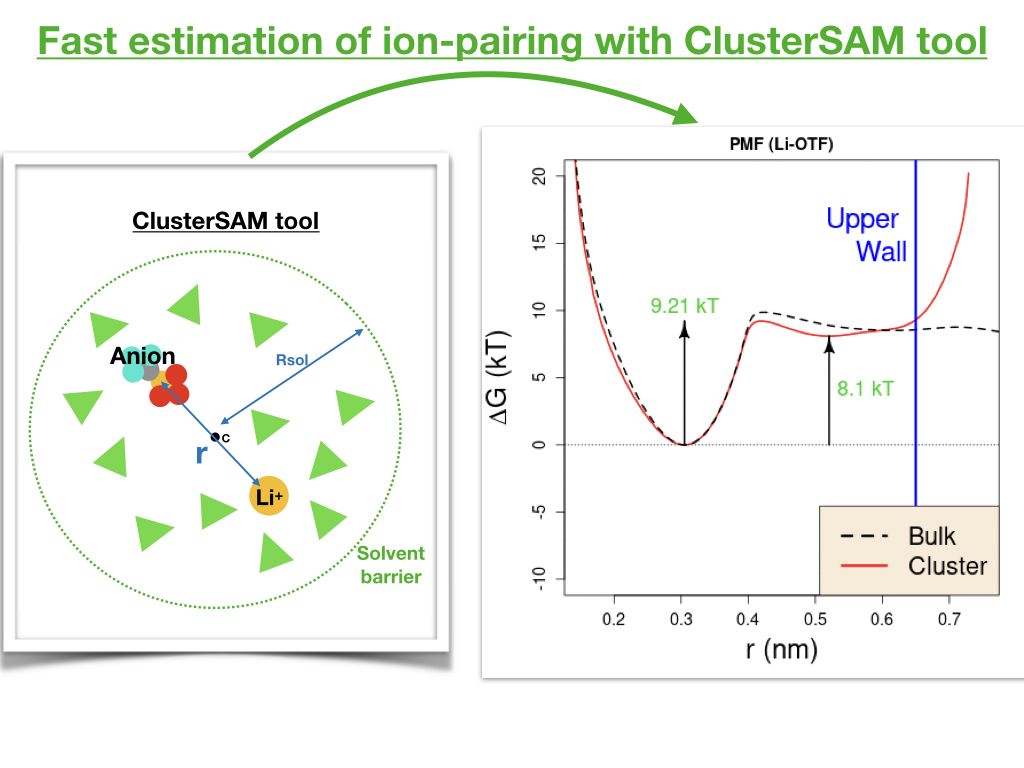 Fast estimation of ion-pairing with ClusterSAM tool
ClusterSAM tool
Anion
Rsol
c
r
Li+
Solvent
barrier
PMF (Li-OTF)
20
15
10
5
0
-5
-10
ΔG (kT)
Upper
Wall
9.21 kT
8.1 kT
Bulk
Cluster
0.2 0.3 0.4 0.5 0.6 0.7
r (nm)